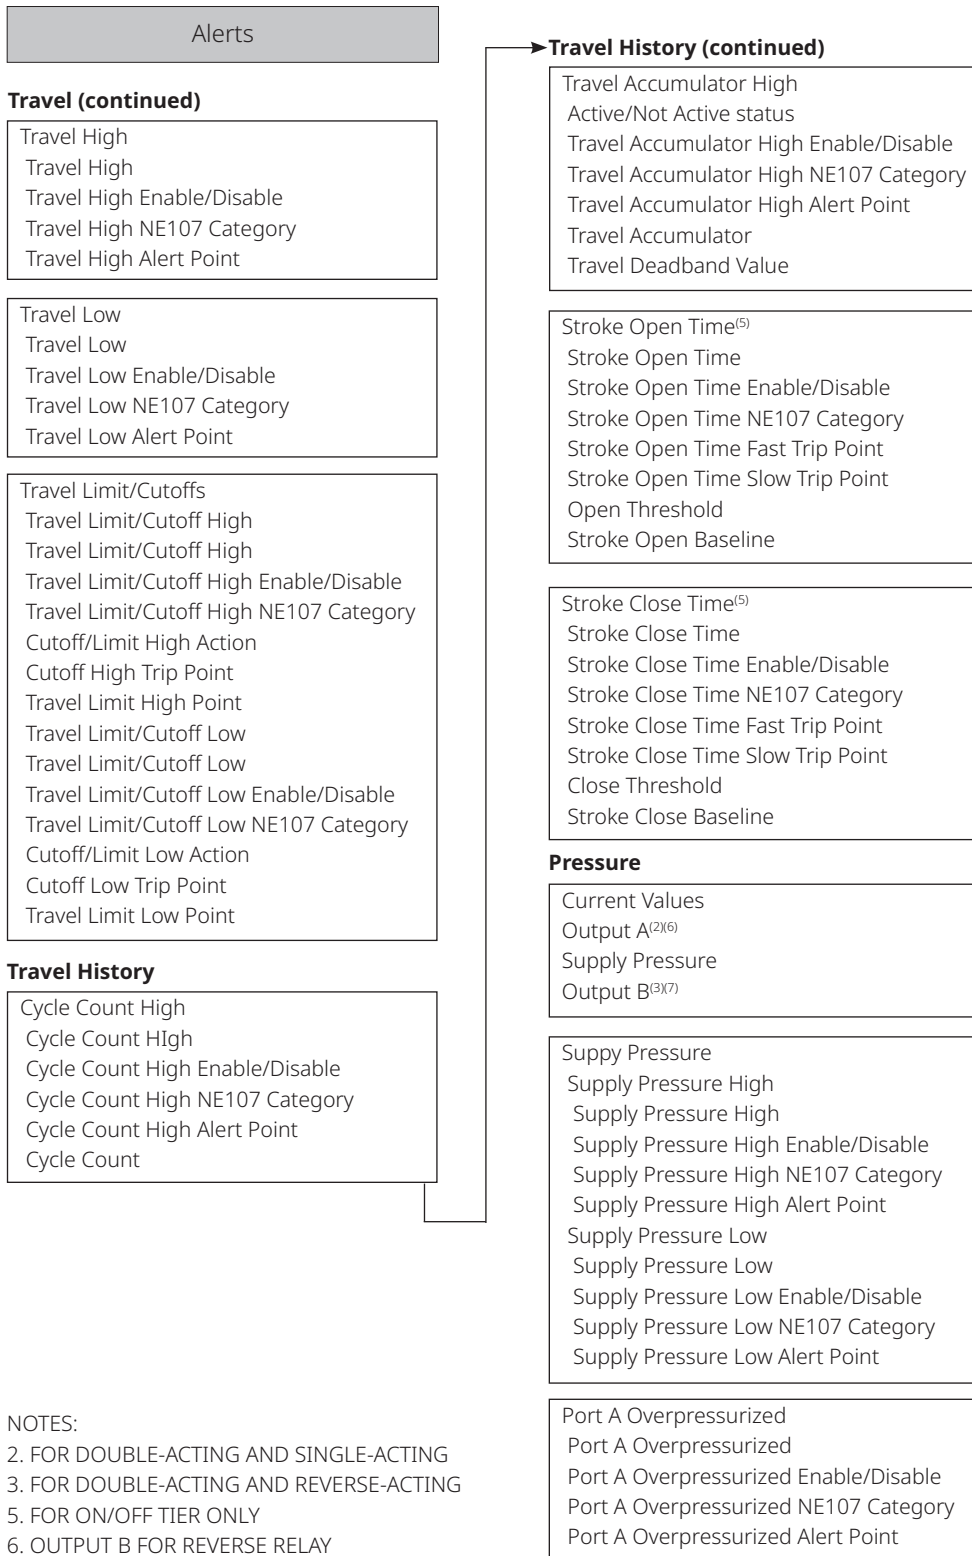 Alerts
Travel (continued)
Travel High
Travel High
Travel High Enable/Disable
Travel High NE107 Category
Travel High Alert Point
Travel Low
Travel Low
Travel Low Enable/Disable
Travel Low NE107 Category
Travel Low Alert Point
Travel Limit/Cutoffs
Travel Limit/Cutoff High
Travel Limit/Cutoff High
Travel Limit/Cutoff High Enable/Disable
Travel Limit/Cutoff High NE107 Category
Cutoff/Limit High Action
Cutoff High Trip Point
Travel Limit High Point
Travel Limit/Cutoff Low
Travel Limit/Cutoff Low
Travel Limit/Cutoff Low Enable/Disable
Travel Limit/Cutoff Low NE107 Category
Cutoff/Limit Low Action
Cutoff Low Trip Point
Travel Limit Low Point
Travel History
Cycle Count High
Cycle Count HIgh
Cycle Count High Enable/Disable
Cycle Count High NE107 Category
Cycle Count High Alert Point
Cycle Count
NOTES:
2. FOR DOUBLE-ACTING AND SINGLE-ACTING
3. FOR DOUBLE-ACTING AND REVERSE-ACTING
5. FOR ON/OFF TIER ONLY
6. OUTPUT B FOR REVERSE RELAY
Travel History (continued)
Travel Accumulator High
Active/Not Active status
Travel Accumulator High Enable/Disable
Travel Accumulator High NE107 Category
Travel Accumulator High Alert Point
Travel Accumulator
Travel Deadband Value
Stroke Open Time(5)
Stroke Open Time
Stroke Open Time Enable/Disable
Stroke Open Time NE107 Category
Stroke Open Time Fast Trip Point
Stroke Open Time Slow Trip Point
Open Threshold
Stroke Open Baseline
Stroke Close Time(5)
Stroke Close Time
Stroke Close Time Enable/Disable
Stroke Close Time NE107 Category
Stroke Close Time Fast Trip Point
Stroke Close Time Slow Trip Point
Close Threshold
Stroke Close Baseline
Pressure
Current Values
Output A(2)(6)
Supply Pressure
Output B(3)(7)
Suppy Pressure
Supply Pressure High
Supply Pressure High
Supply Pressure High Enable/Disable
Supply Pressure High NE107 Category
Supply Pressure High Alert Point
Supply Pressure Low
Supply Pressure Low
Supply Pressure Low Enable/Disable
Supply Pressure Low NE107 Category
Supply Pressure Low Alert Point
Port A Overpressurized
Port A Overpressurized
Port A Overpressurized Enable/Disable
Port A Overpressurized NE107 Category
Port A Overpressurized Alert Point